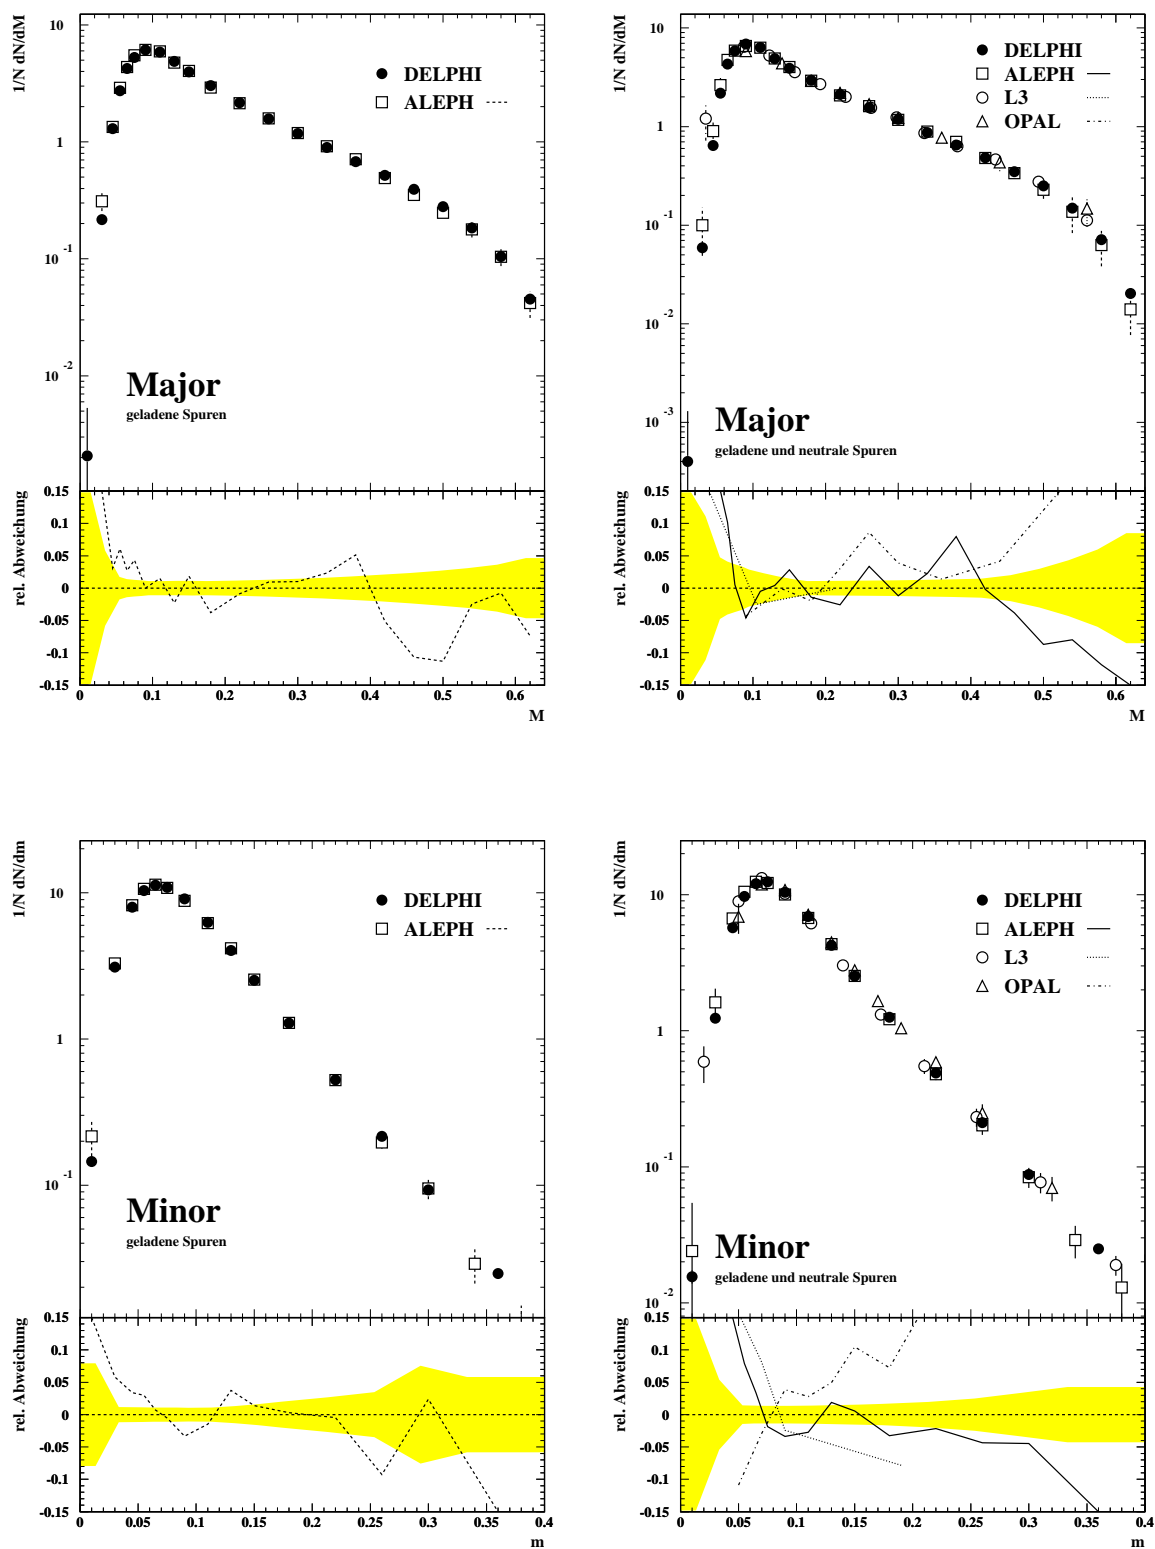 1/N dN/dM
10
1
10 -1
10 -2
DELPHI
ALEPH
Major
geladene Spuren
rel. Abweichung
0.15
0.1
0.05
0
-0.05
-0.1
-0.15
0 0.1 0.2 0.3 0.4 0.5 0.6
M
1/N dN/dM
10
1
10 -1
10 -2
10 -3
DELPHI
ALEPH
L3
OPAL
Major
geladene und neutrale Spuren
rel. Abweichung
0.15
0.1
0.05
0
-0.05
-0.1
-0.15
0 0.1 0.2 0.3 0.4 0.5 0.6
M
1/N dN/dm
10
1
10 -1
DELPHI
ALEPH
Minor
geladene Spuren
rel. Abweichung
0.15
0.1
0.05
0
-0.05
-0.1
-0.15
0 0.05 0.1 0.15 0.2 0.25 0.3 0.35 0.4
m
1/N dN/dm
10
1
10 -1
10 -2
DELPHI
ALEPH
L3
OPAL
Minor
geladene und neutrale Spuren
rel. Abweichung
0.15
0.1
0.05
0
-0.05
-0.1
-0.15
0 0.05 0.1 0.15 0.2 0.25 0.3 0.35 0.4
m